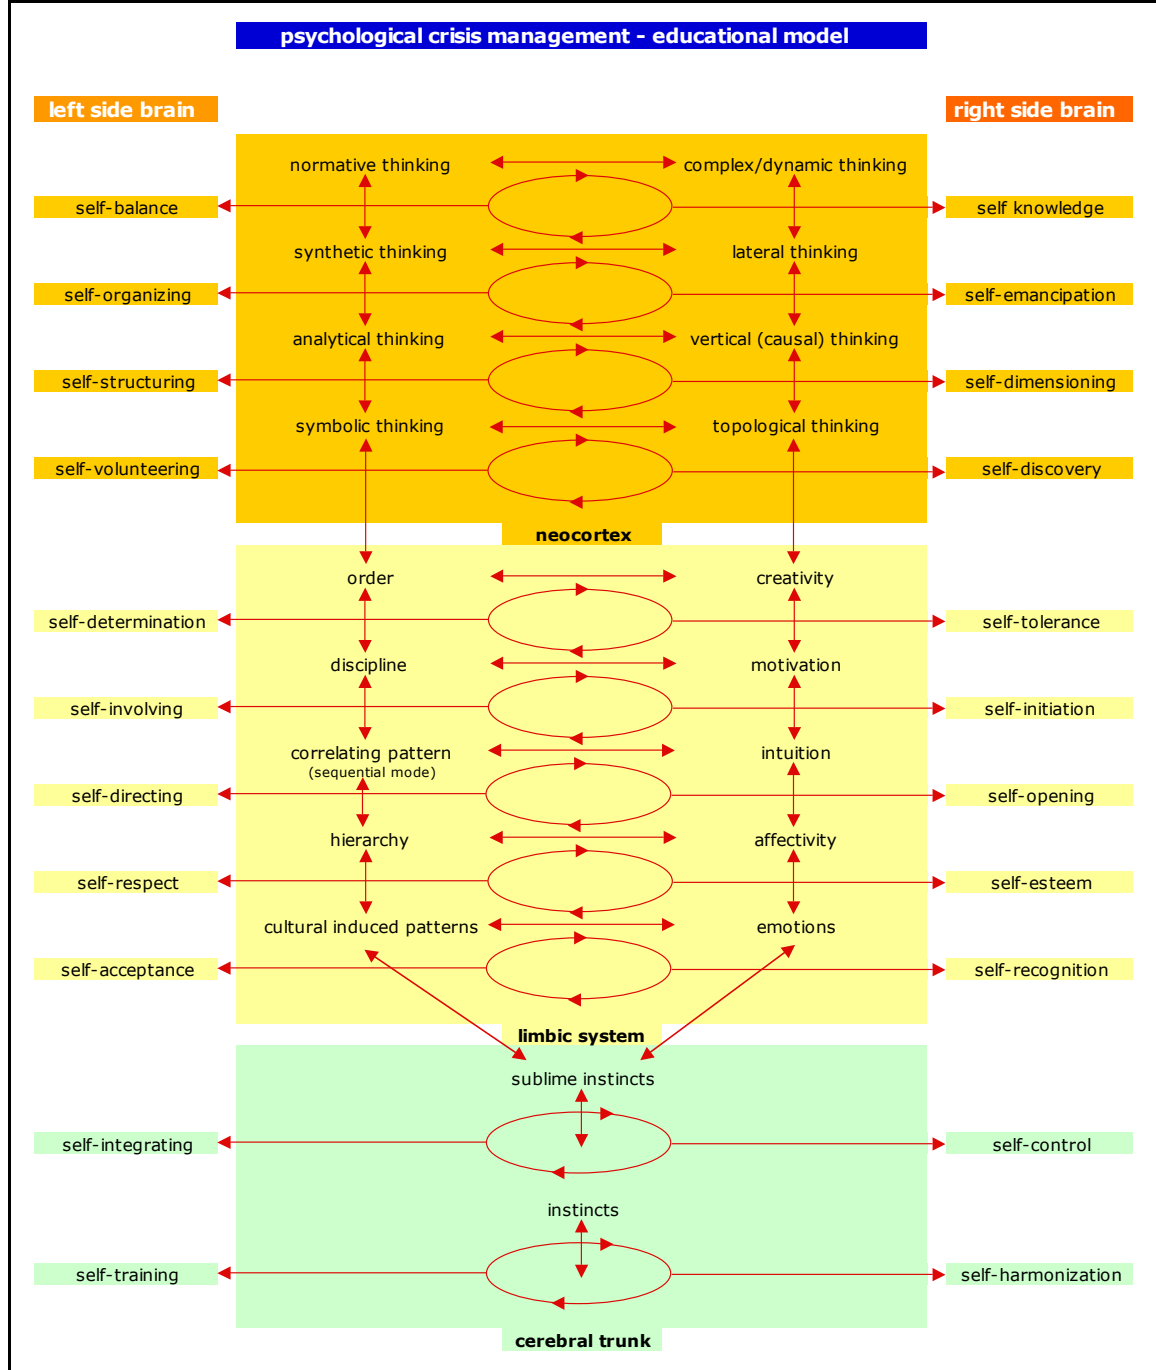 psychological crisis management - educational model
left side brain
right side brain
normative thinking
complex/dynamic thinking
self-balance
self knowledge
synthetic thinking
lateral thinking
self-organizing
self-emancipation
analytical thinking
vertical (causal) thinking
self-structuring
self-dimensioning
symbolic thinking
topological thinking
self-volunteering
self-discovery
neocortex
order
creativity
self-determination
self-tolerance
discipline
motivation
self-involving
self-initiation
correlating pattern
(sequential mode)
intuition
self-directing
self-opening
hierarchy
affectivity
self-respect
self-esteem
cultural induced patterns
emotions
self-acceptance
self-recognition
limbic system
sublime instincts
self-integrating
self-control
instincts
self-training
self-harmonization
cerebral trunk